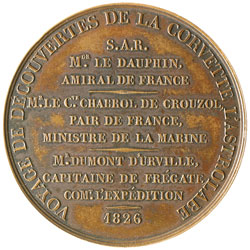 VOYAGE DE DÉCOUVERTES DE LA CORVETTE L'ASTROLABE
S.A.R.
MGR LE DAUPHIN,
AMIRAL DE FRANCE
MR LE CTE CHABROL DE CROUZOL,
PAIR DE FRANCE,
MINISTRE DE LA MARINE
MR DUMONT D'URVILLE,
CAPITAINE DE FRÉGATE,
COMT L'EXPÉDITION
1826